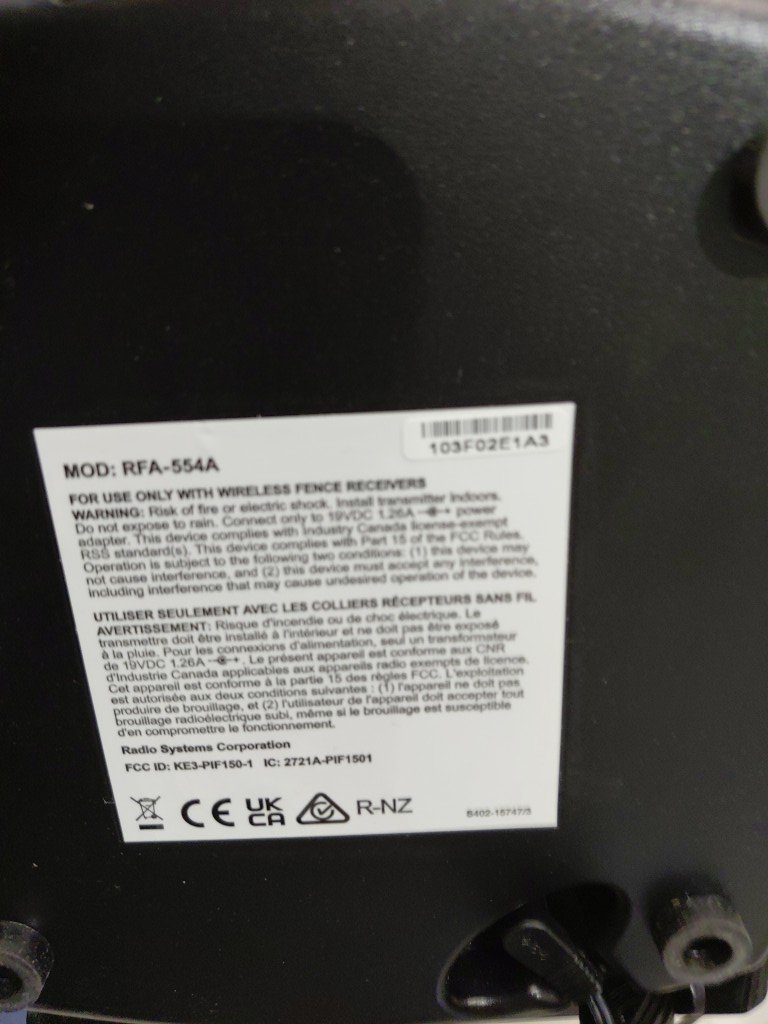 103F02E1A3
MOD: RFA-554A
FOR USE ONLY WITH WIRELESS FENCE RECEIVERS
WARNING: Risk of fire or electric shock. Install transmitter indoors.
Do not expose to rain. Connect only to 19VDC 1.26A power
adapter. This device complies with Industry Canada license-exempt
RSS standard(s). This device complies with Part 15 of the FCC Rules.
Operation is subject to the following two conditions: (1) this device may
not cause interference, and (2) this device must accept any interference,
including interference that may cause undesired operation of the device.
UTILISER SEULEMENT AVEC LES COLLIERS RÉCEPTEURS SANS FIL
AVERTISSEMENT: Risque d'incendie ou de choc électrique. Le
transmettre doit être installé à l'intérieur et ne doit pas être exposé
à la pluie. Pour les connexions d'alimentation, seul un transformateur
de 19VDC 1.26A . Le présent appareil est conforme aux CNR
d'Industrie Canada applicables aux appareils radio exempts de licence.
Cet appareil est conforme à la partie 15 des règles FCC. L'exploitation
est autorisée aux deux conditions suivantes : (1) l'appareil ne doit pas
produire de brouillage, et (2) l'utilisateur de l'appareil doit accepter tout
brouillage radioélectrique subi, même si le brouillage est susceptible
d'en compromettre le fonctionnement.
Radio Systems Corporation
FCC ID: KE3-PIF150-1 IC: 2721A-PIF1501
CE UK CA R-NZ
S402-15747/3